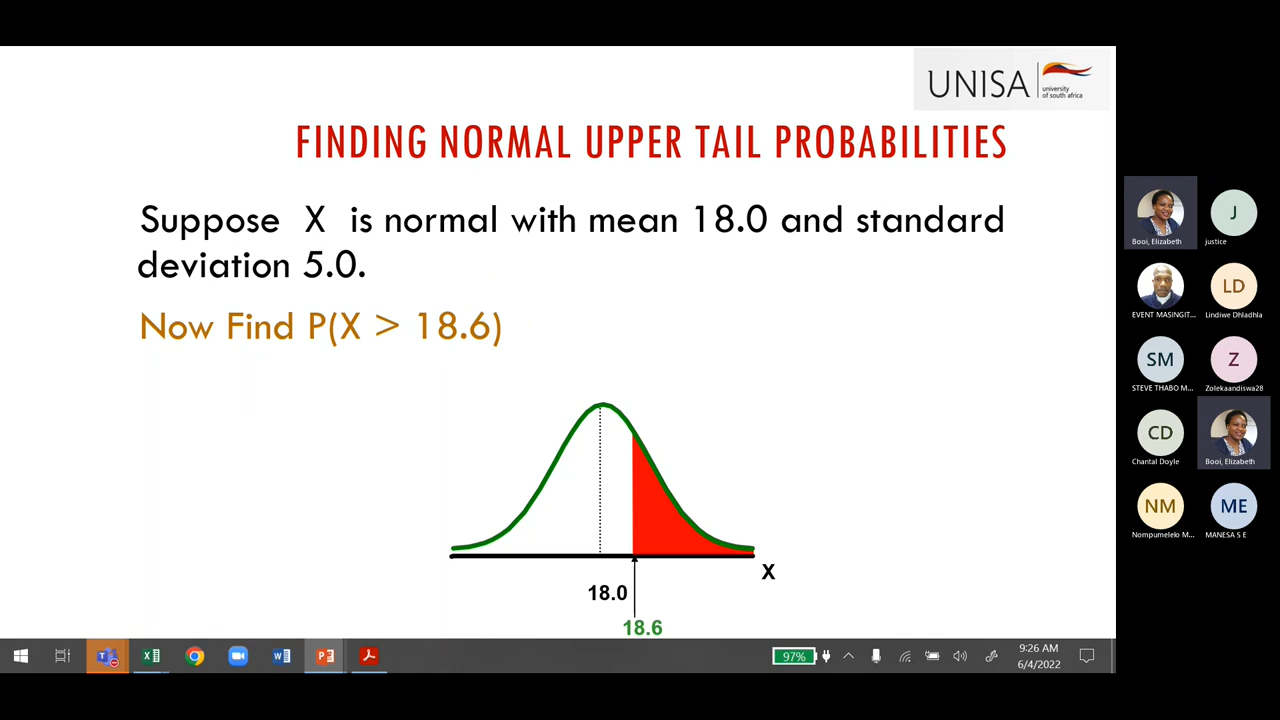 UNISA
university
of south africa
FINDING NORMAL UPPER TAIL PROBABILITIES
Suppose X is normal with mean 18.0 and standard
deviation 5.0.
Now Find P(X > 18.6)
X
18.0
18.6
Booi, Elizabeth
J
justice
EVENT MASINGIT...
LD
Lindiwe Dhladhla
SM
STEVE THABO M...
Z
Zolekaandiswa28
CD
Chantal Doyle
Booi, Elizabeth
NM
Nompumelelo M...
ME
MANESA S E
97%
9:26 AM
6/4/2022